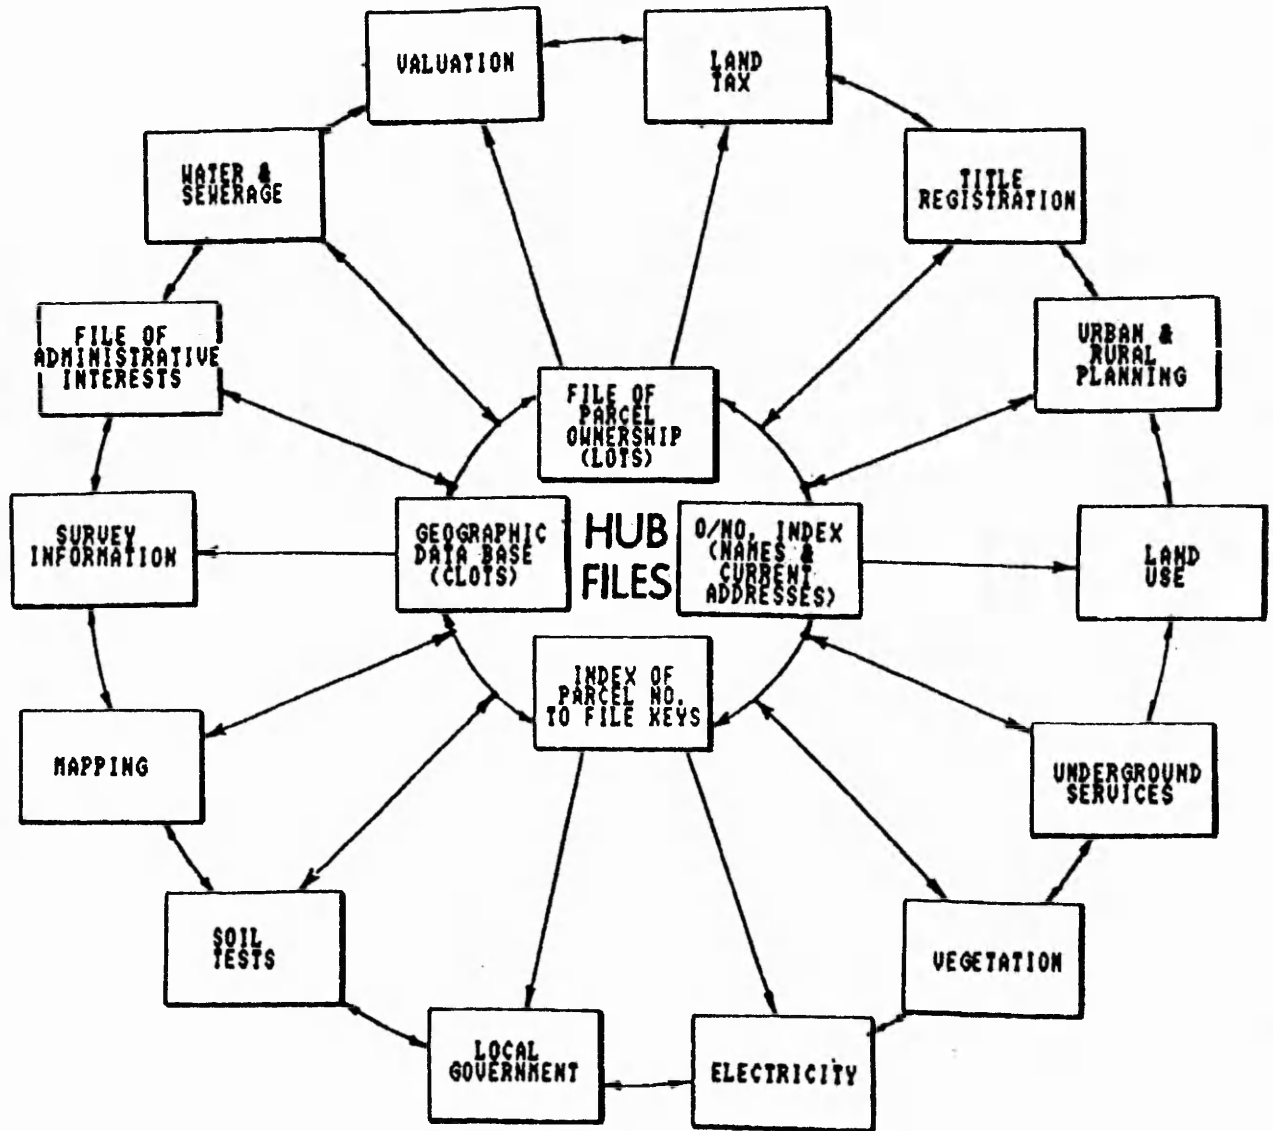 VALUATION
LAND
TAX
WATER &
SEWERAGE
TITLE
REGISTRATION
FILE OF
ADMINISTRATIVE
INTERESTS
URBAN &
RURAL
PLANNING
FILE OF
PARCEL
OWNERSHIP
(LOTS)
SURVEY
INFORMATION
GEOGRAPHIC
DATA BASE
(CLOTS)
HUB
FILES
O/NO. INDEX
(NAMES &
CURRENT
ADDRESSES)
LAND
USE
INDEX OF
PARCEL NO.
TO FILE KEYS
MAPPING
UNDERGROUND
SERVICES
SOIL
TESTS
VEGETATION
LOCAL
GOVERNMENT
ELECTRICITY